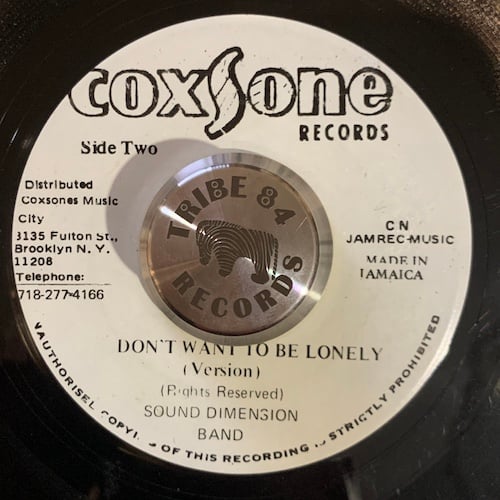 coxsone
RECORDS
Side Two
Distributed
Coxsones Music
City
3135 Fulton St.,
Brooklyn N. Y.
11208
Telephone:
718-277-4166
TRIBE 84
RECORDS
CN
JAMREC-MUSIC
MADE IN
JAMAICA
DON'T WANT TO BE LONELY
(Version)
(Rights Reserved)
SOUND DIMENSION
BAND
OF THIS RECORDING STRICTLY PROHIBITED